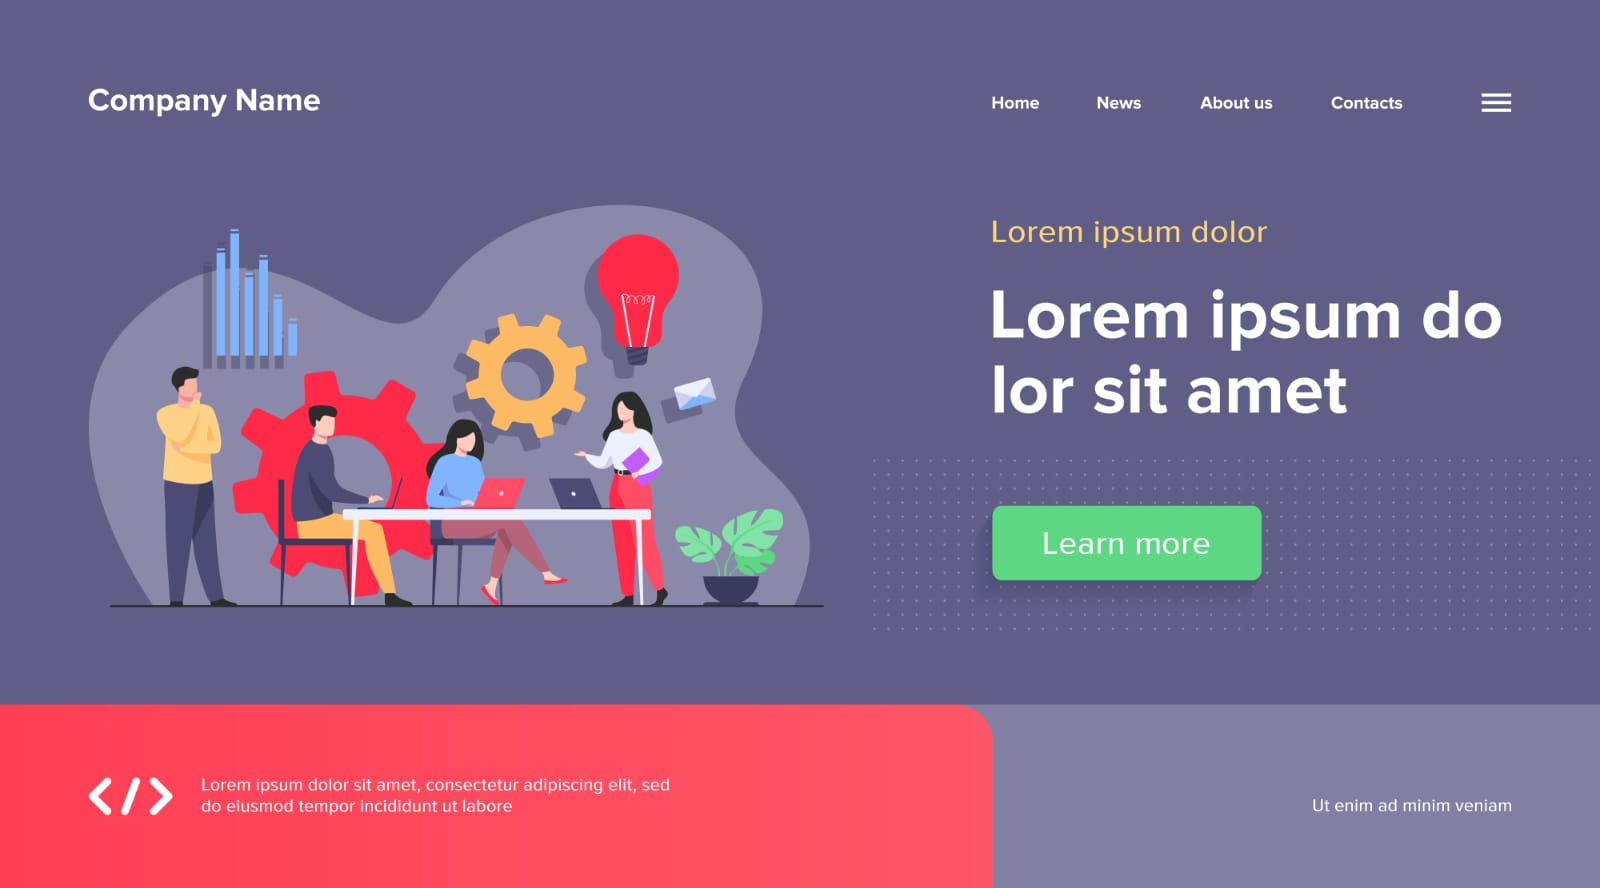 Company Name
Home News About us Contacts
Lorem ipsum dolor
Lorem ipsum do
lor sit amet
Learn more
Lorem ipsum dolor sit amet, consectetur adipiscing elit, sed
do eiusmod tempor incididunt ut labore
Ut enim ad minim veniam